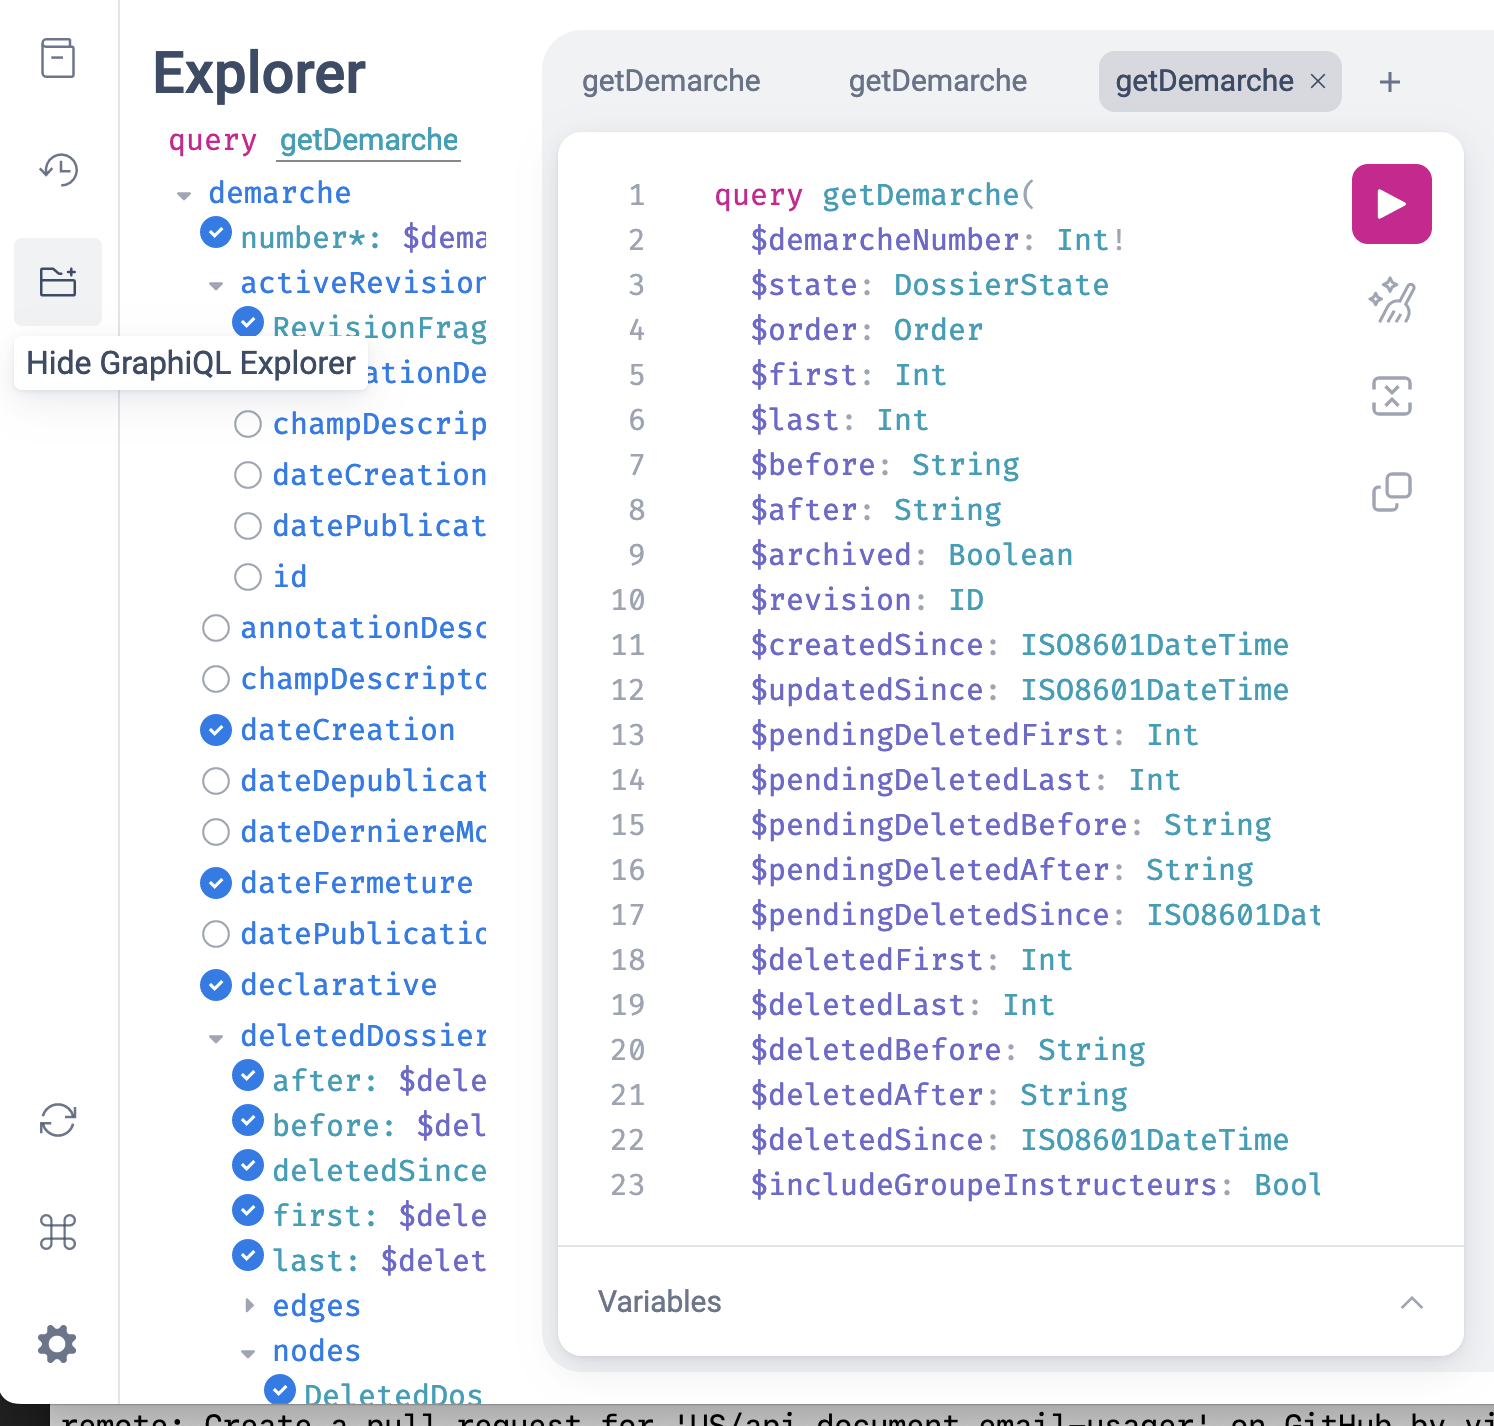 Explorer
query getDemarche
demarche
number*: $dema
activeRevision
RevisionFrag
Hide GraphiQL Explorer
ationDe
champDescrip
dateCreation
datePublicat
id
annotationDesc
champDescripto
dateCreation
dateDepublicat
dateDerniereMo
dateFermeture
datePublicatio
declarative
deletedDossier
after: $dele
before: $del
deletedSince
first: $dele
last: $delet
edges
nodes
DeletedDos
getDemarche getDemarche getDemarche × +
1 query getDemarche(
2 $demarcheNumber: Int!
3 $state: DossierState
4 $order: Order
5 $first: Int
6 $last: Int
7 $before: String
8 $after: String
9 $archived: Boolean
10 $revision: ID
11 $createdSince: ISO8601DateTime
12 $updatedSince: ISO8601DateTime
13 $pendingDeletedFirst: Int
14 $pendingDeletedLast: Int
15 $pendingDeletedBefore: String
16 $pendingDeletedAfter: String
17 $pendingDeletedSince: ISO8601Dat
18 $deletedFirst: Int
19 $deletedLast: Int
20 $deletedBefore: String
21 $deletedAfter: String
22 $deletedSince: ISO8601DateTime
23 $includeGroupeInstructeurs: Bool
Variables
remote: Create a pull request for 'US/api_document_email-usager' on GitHub by vi